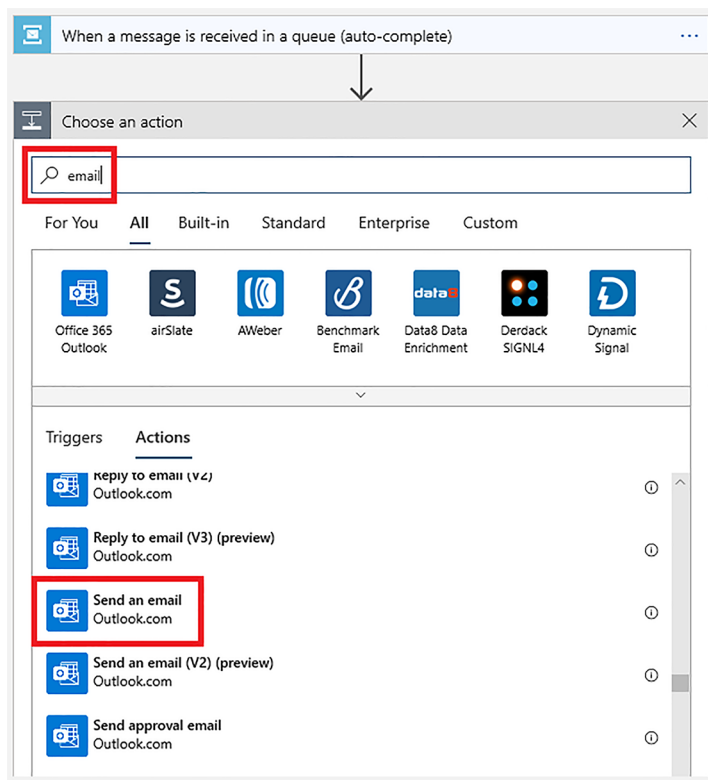 When a message is received in a queue (auto-complete)
Choose an action
email
For You All Built-in Standard Enterprise Custom
S
data8
Office 365 Outlook
airSlate
AWeber
Benchmark Email
Data8 Data Enrichment
Derdack SIGNL4
Dynamic Signal
Triggers Actions
Reply to email (V2)
Outlook.com
Reply to email (V3) (preview)
Outlook.com
Send an email
Outlook.com
Send an email (V2) (preview)
Outlook.com
Send approval email
Outlook.com